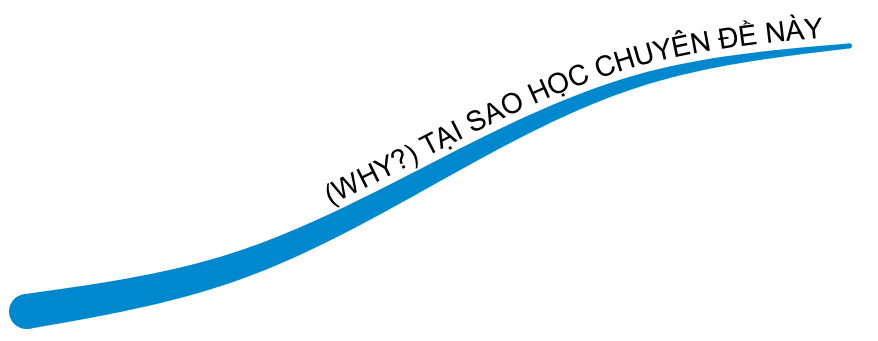 (WHY?) TẠI SAO HỌC CHUYÊN ĐỀ NÀY